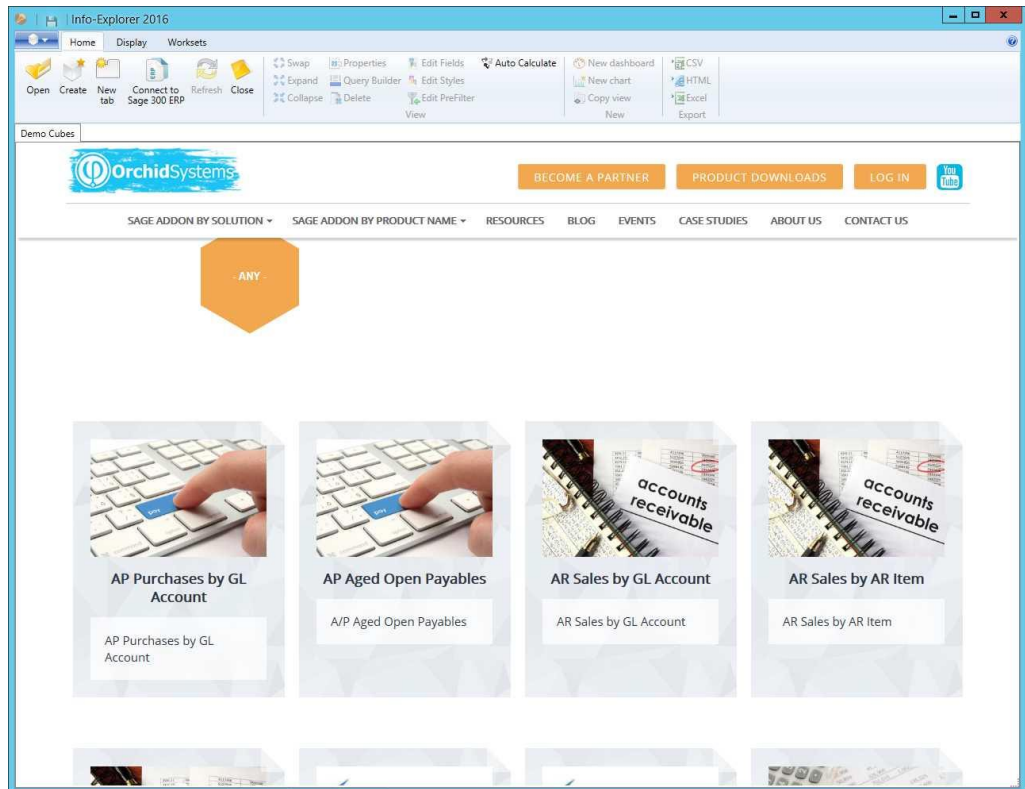 Info-Explorer 2016
Home Display Worksets
Open Create New tab Connect to Sage 300 ERP Refresh Close
Swap Properties Edit Fields Auto Calculate New dashboard CSV
Expand Query Builder Edit Styles New chart HTML
Collapse Delete Edit PreFilter Copy view Excel
View New Export
Demo Cubes
OrchidSystems
BECOME A PARTNER PRODUCT DOWNLOADS LOG IN You Tube
SAGE ADDON BY SOLUTION SAGE ADDON BY PRODUCT NAME RESOURCES BLOG EVENTS CASE STUDIES ABOUT US CONTACT US
- ANY -
pay
pay
accounts receivable
accounts receivable
AP Purchases by GL Account
AP Aged Open Payables
AR Sales by GL Account
AR Sales by AR Item
AP Purchases by GL
Account
A/P Aged Open Payables
AR Sales by GL Account
AR Sales by AR Item